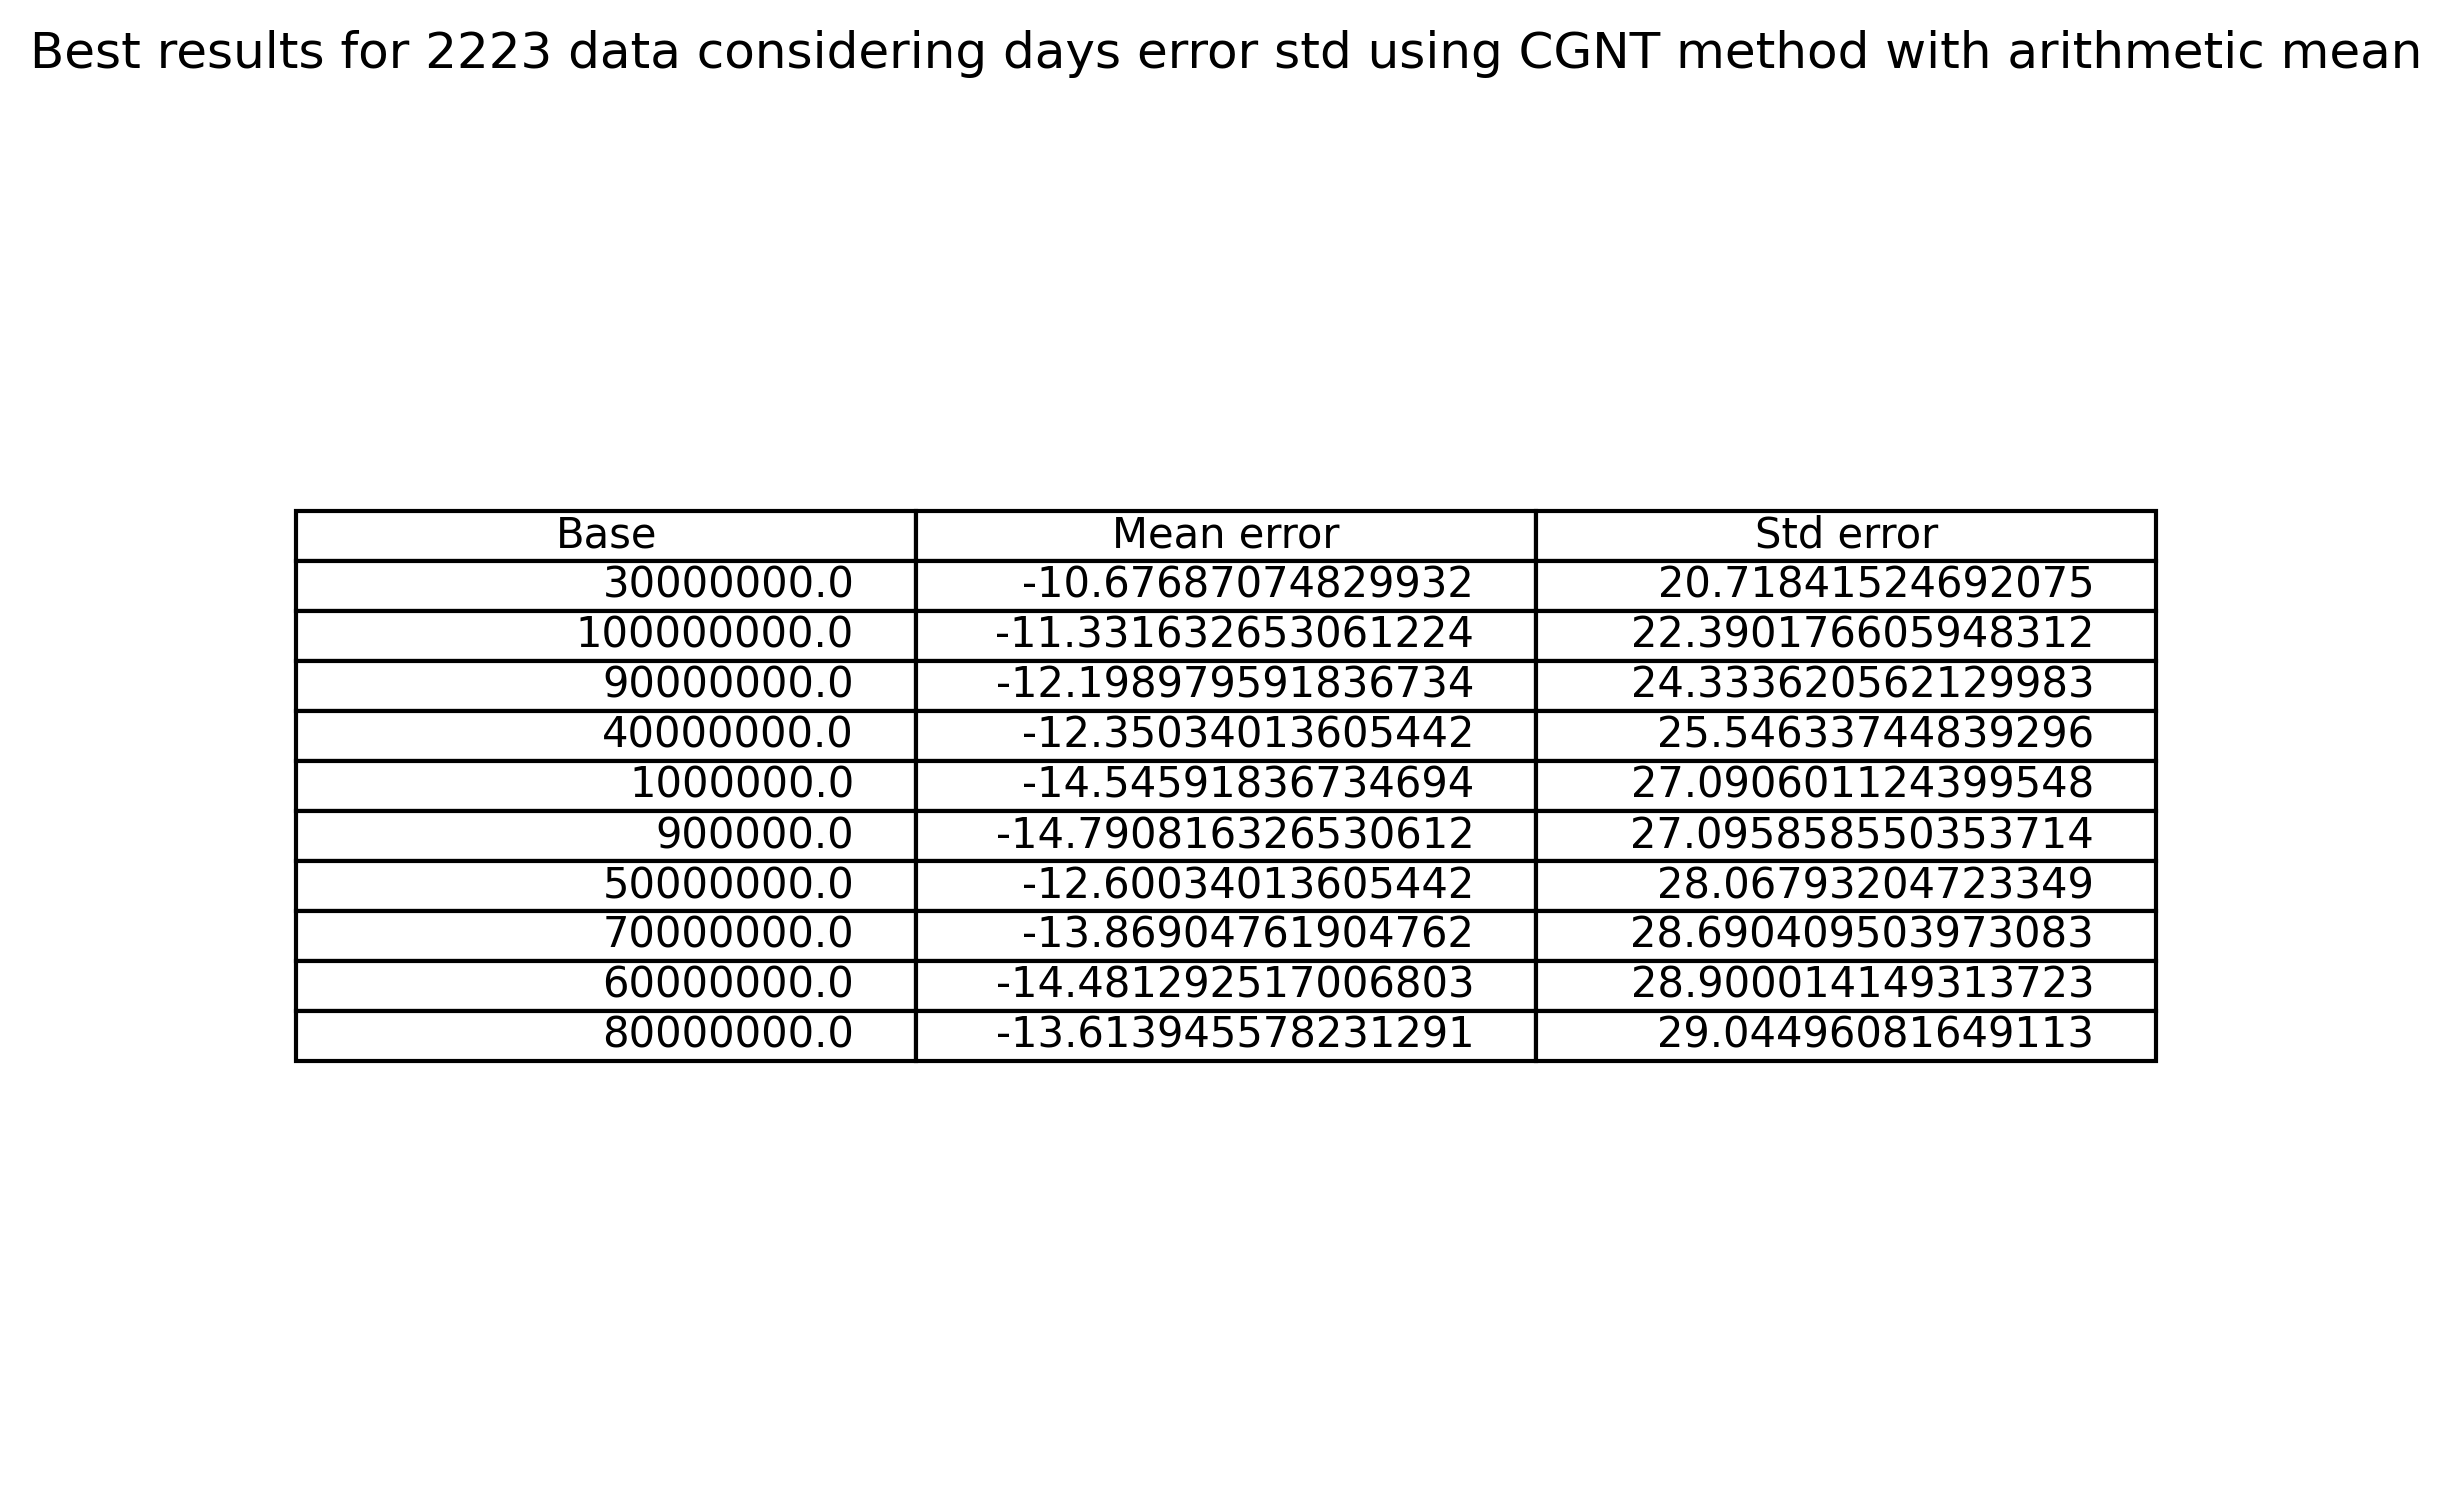 Best results for 2223 data considering days error std using CGNT method with arithmetic mean
Base Mean error Std error
30000000.0 -10.67687074829932 20.71841524692075
100000000.0 -11.331632653061224 22.390176605948312
90000000.0 -12.198979591836734 24.333620562129983
40000000.0 -12.35034013605442 25.54633744839296
1000000.0 -14.54591836734694 27.090601124399548
900000.0 -14.790816326530612 27.095858550353714
50000000.0 -12.60034013605442 28.06793204723349
70000000.0 -13.86904761904762 28.690409503973083
60000000.0 -14.481292517006803 28.900014149313723
80000000.0 -13.613945578231291 29.04496081649113